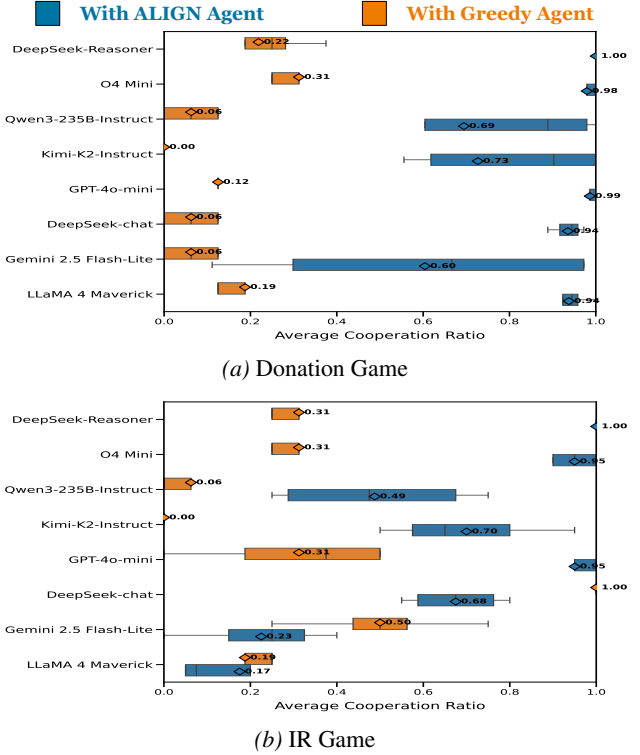 With ALIGN Agent With Greedy Agent
DeepSeek-Reasoner 0.22 1.00
O4 Mini 0.31 0.98
Qwen3-235B-Instruct 0.06 0.69
Kimi-K2-Instruct 0.00 0.73
GPT-4o-mini 0.12 0.99
DeepSeek-chat 0.06 0.94
Gemini 2.5 Flash-Lite 0.06 0.60
LLaMA 4 Maverick 0.19 0.94
0.0 0.2 0.4 0.6 0.8 1.0
Average Cooperation Ratio
(a) Donation Game
DeepSeek-Reasoner 0.31 1.00
O4 Mini 0.31 0.95
Qwen3-235B-Instruct 0.06 0.49
Kimi-K2-Instruct 0.00 0.70
GPT-4o-mini 0.31 0.95
DeepSeek-chat 1.00 0.68
Gemini 2.5 Flash-Lite 0.50 0.23
LLaMA 4 Maverick 0.19 0.17
0.0 0.2 0.4 0.6 0.8 1.0
Average Cooperation Ratio
(b) IR Game